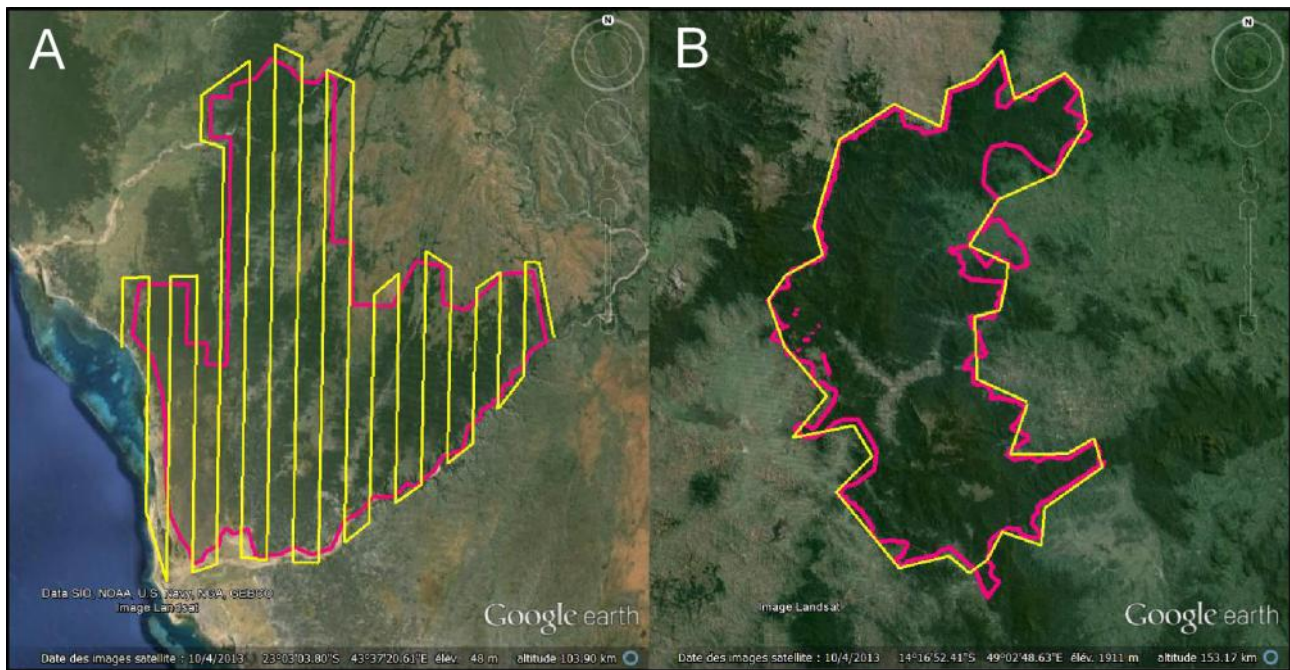 A
N
Data SIO, NOAA, U.S. Navy, NGA, GEBCO
Image Landsat
Google earth
Date des images satellite : 10/4/2013 23°03'03.80"S 43°37'20.61"E élév. 48 m altitude 103.90 km
B
N
Image Landsat
Google earth
Date des images satellite : 10/4/2013 14°16'52.41"S 49°02'48.63"E élév. 1911 m altitude 153.17 km